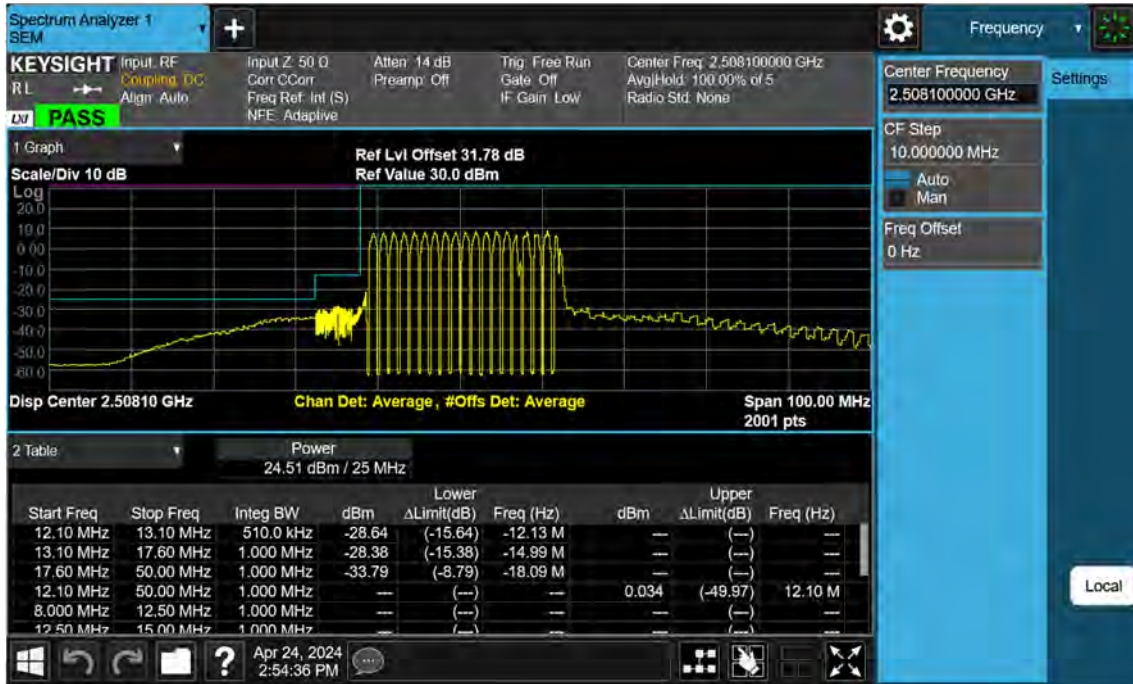 Spectrum Analyzer 1
SEM
+
Frequency
KEYSIGHT
RL
LXI
PASS
Input: RF
Coupling: DC
Align: Auto
Input Z: 50 Ω
Corr CCorr
Freq Ref: Int (S)
NFE: Adaptive
Atten: 14 dB
Preamp: Off
Trig: Free Run
Gate: Off
IF Gain: Low
Center Freq: 2.508100000 GHz
Avg|Hold: 100.00% of 5
Radio Std: None
Center Frequency
2.508100000 GHz
Settings
CF Step
10.000000 MHz
Auto
Man
Freq Offset
0 Hz
1 Graph
Scale/Div 10 dB
Ref Lvl Offset 31.78 dB
Ref Value 30.0 dBm
Log
20.0
10.0
0.00
-10.0
-20.0
-30.0
-40.0
-50.0
-60.0
Disp Center 2.50810 GHz
Chan Det: Average, #Offs Det: Average
Span 100.00 MHz
2001 pts
2 Table
Power
24.51 dBm / 25 MHz
Lower Upper
Start Freq Stop Freq Integ BW dBm ΔLimit(dB) Freq (Hz) dBm ΔLimit(dB) Freq (Hz)
12.10 MHz 13.10 MHz 510.0 kHz -28.64 (-15.64) -12.13 M --- (---) ---
13.10 MHz 17.60 MHz 1.000 MHz -28.38 (-15.38) -14.99 M --- (---) ---
17.60 MHz 50.00 MHz 1.000 MHz -33.79 (-8.79) -18.09 M --- (---) ---
12.10 MHz 50.00 MHz 1.000 MHz --- (---) --- 0.034 (-49.97) 12.10 M
8.000 MHz 12.50 MHz 1.000 MHz --- (---) --- --- (---) ---
12.50 MHz 15.00 MHz 1.000 MHz --- (---) --- --- (---) ---
Local
?
Apr 24, 2024
2:54:36 PM